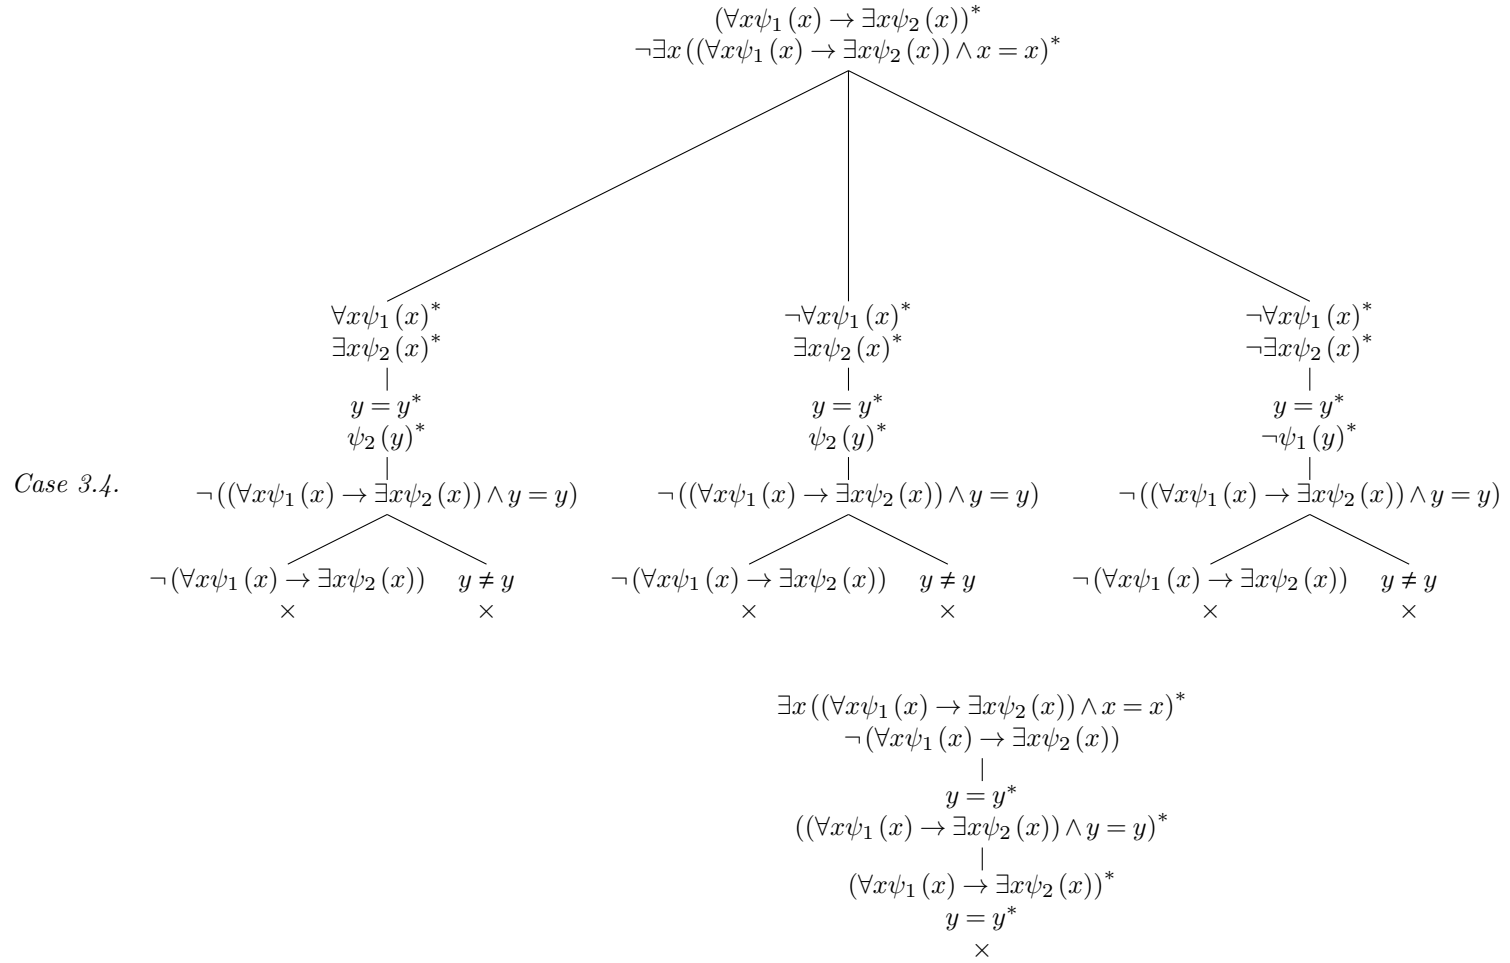 (∀xψ₁(x) → ∃xψ₂(x))*
¬∃x((∀xψ₁(x) → ∃xψ₂(x)) ∧ x = x)*
∀xψ₁(x)* ¬∀xψ₁(x)* ¬∀xψ₁(x)*
∃xψ₂(x)* ∃xψ₂(x)* ¬∃xψ₂(x)*
y = y* y = y* y = y*
ψ₂(y)* ψ₂(y)* ¬ψ₁(y)*
Case 3.4. ¬((∀xψ₁(x) → ∃xψ₂(x)) ∧ y = y) ¬((∀xψ₁(x) → ∃xψ₂(x)) ∧ y = y) ¬((∀xψ₁(x) → ∃xψ₂(x)) ∧ y = y)
¬(∀xψ₁(x) → ∃xψ₂(x)) y ≠ y ¬(∀xψ₁(x) → ∃xψ₂(x)) y ≠ y ¬(∀xψ₁(x) → ∃xψ₂(x)) y ≠ y
× × × × × ×
∃x((∀xψ₁(x) → ∃xψ₂(x)) ∧ x = x)*
¬(∀xψ₁(x) → ∃xψ₂(x))
y = y*
((∀xψ₁(x) → ∃xψ₂(x)) ∧ y = y)*
(∀xψ₁(x) → ∃xψ₂(x))*
y = y*
×